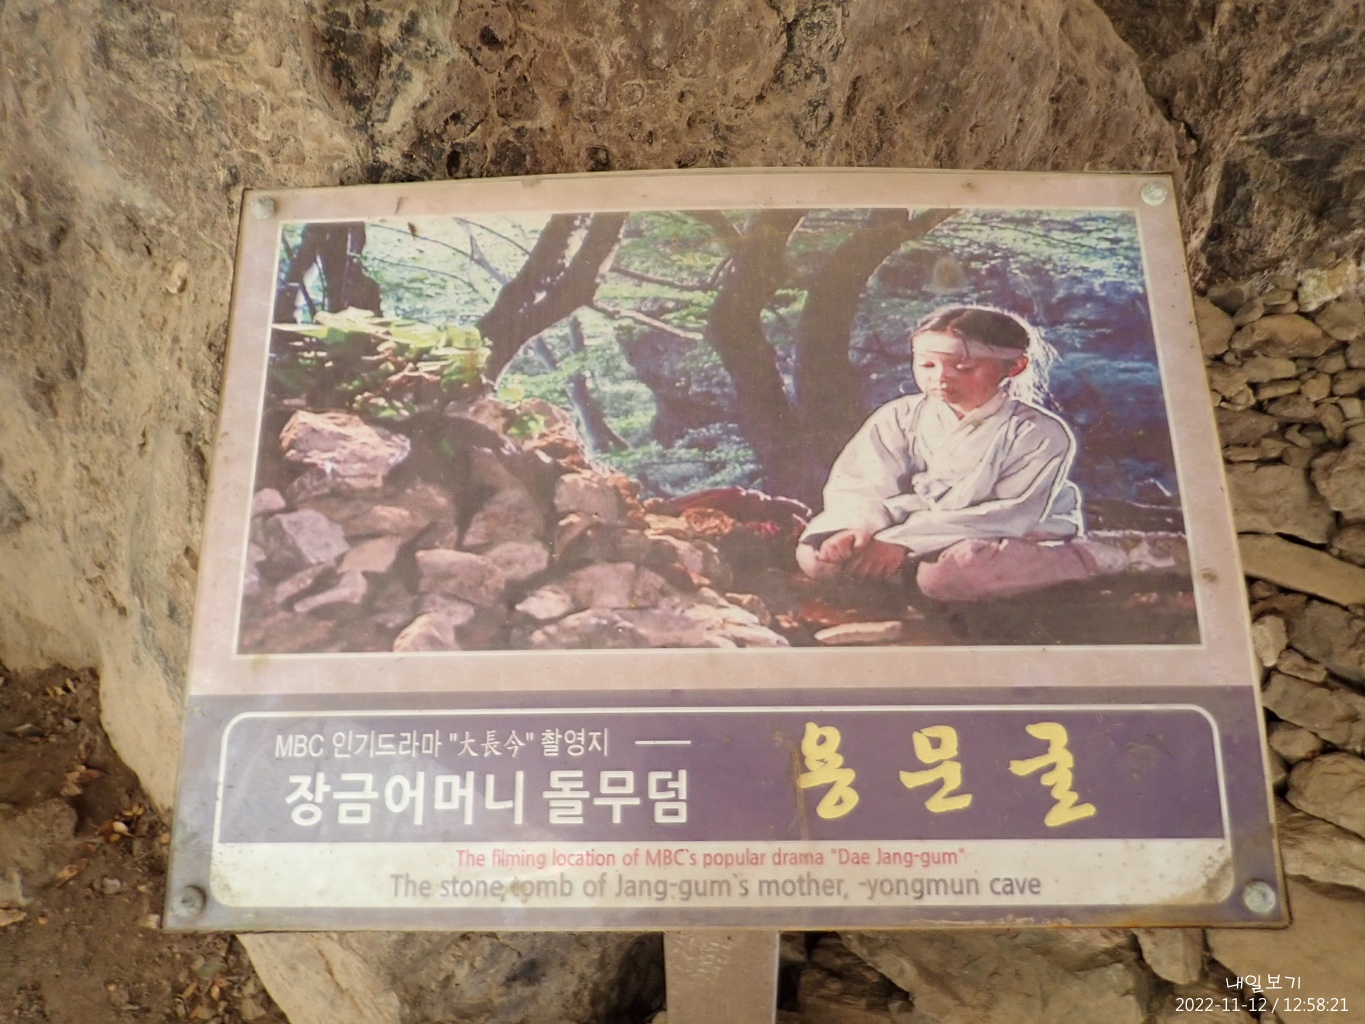 MBC 인기드라마 "大長今" 촬영지
장금어머니 돌무덤
용문굴
The filming location of MBC's popular drama "Dae Jang-gum"
The stone tomb of Jang-gum's mother, -yongmun cave
내일보기
2022-11-12 / 12:58:21